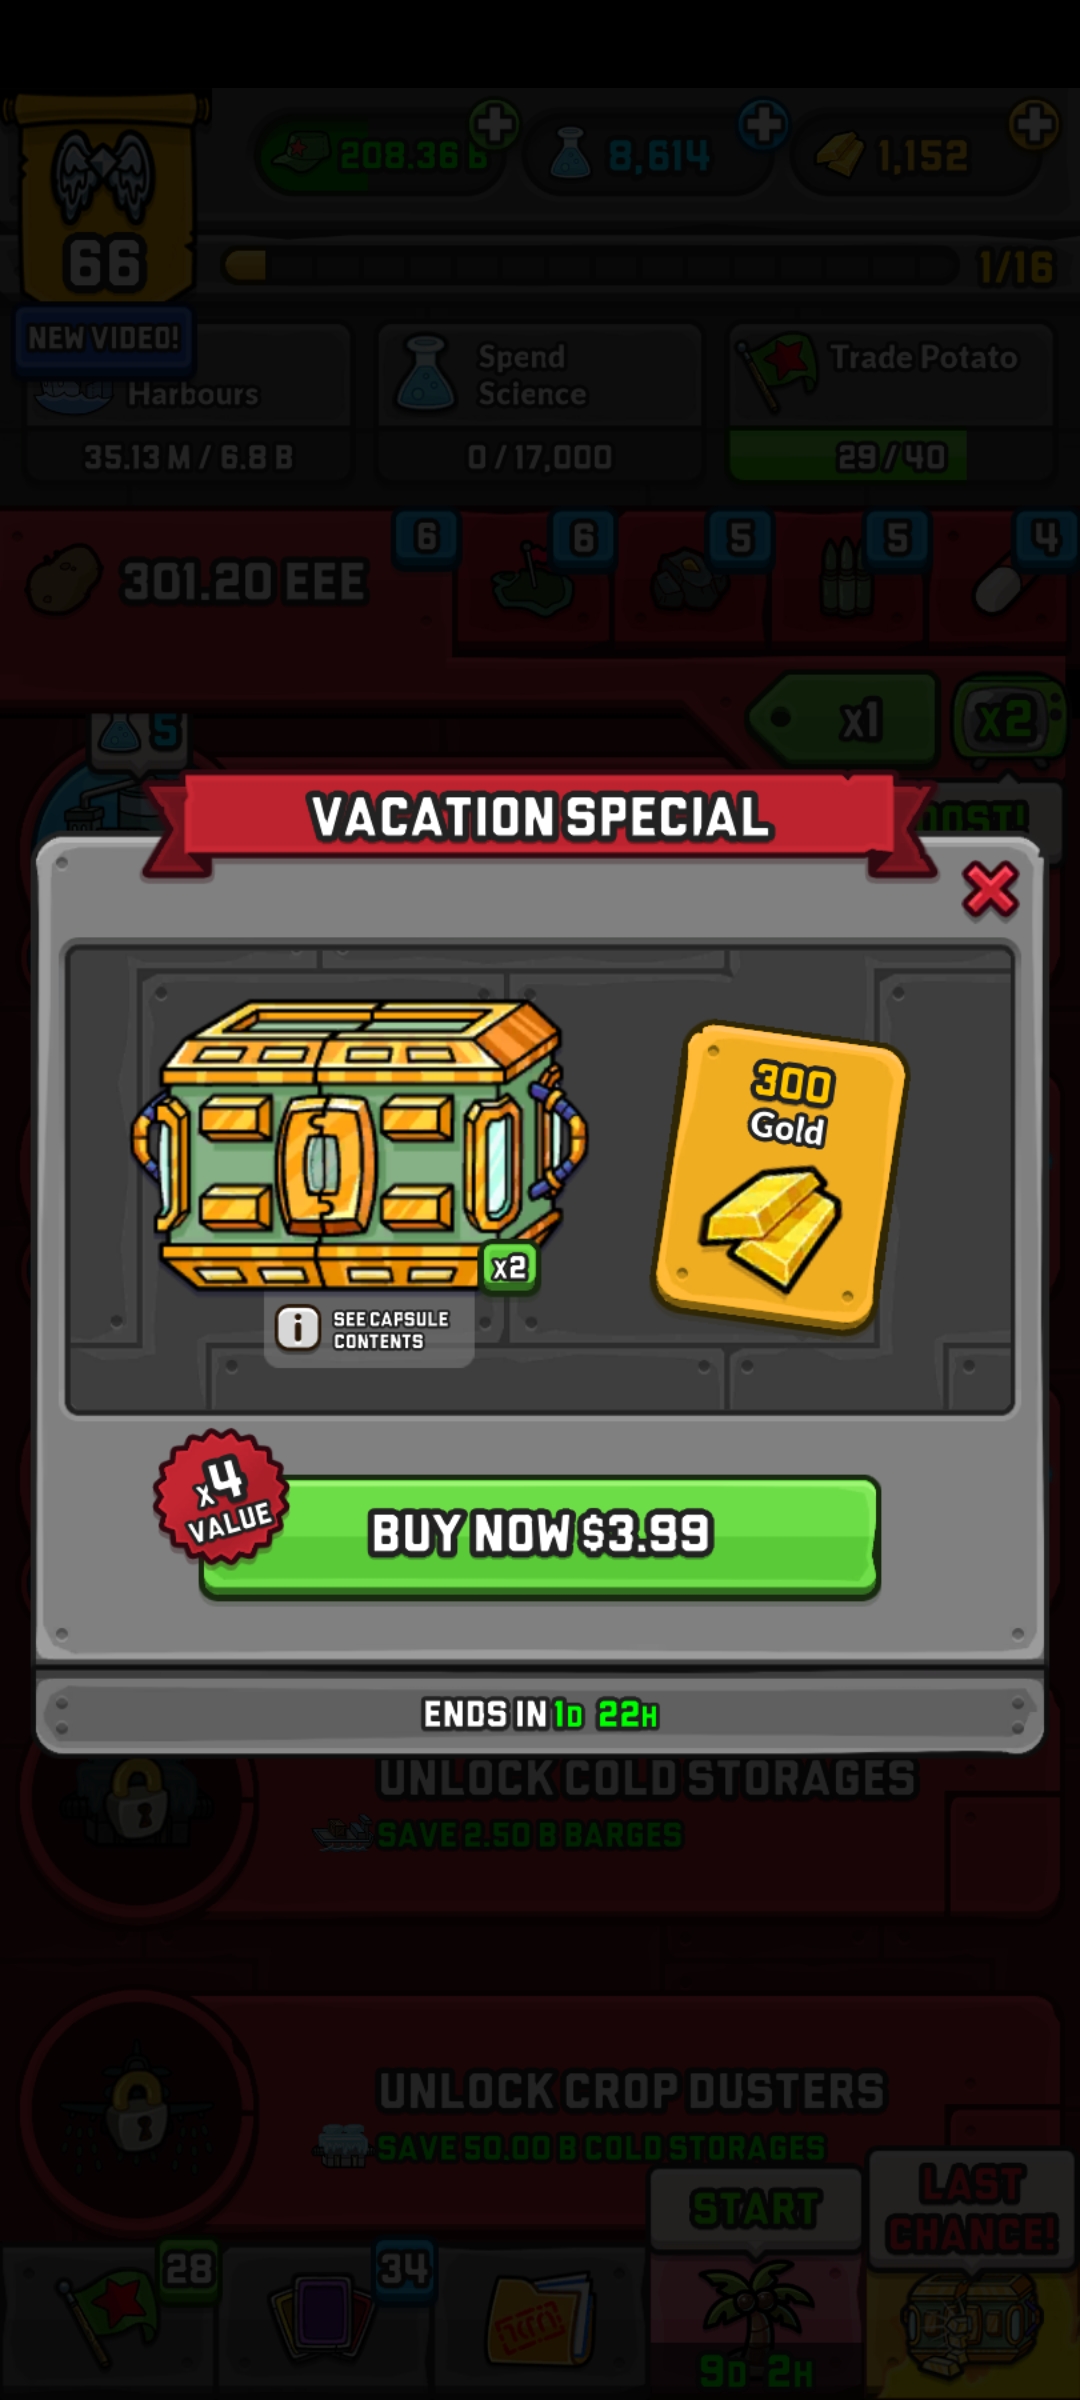 208.36 B
8,614
1,152
66
1/16
NEW VIDEO!
Harbours
35.13 M / 6.8 B
Spend
Science
0 / 17,000
Trade Potato
29 / 40
301.20 EEE
6
6
5
5
4
x1
x2
5
VACATION SPECIAL
300
Gold
x2
SEE CAPSULE
CONTENTS
x4
VALUE
BUY NOW $3.99
ENDS IN 1D 22H
UNLOCK COLD STORAGES
SAVE 2.50 B BARGES
UNLOCK CROP DUSTERS
SAVE 50.00 B COLD STORAGES
START
LAST
CHANCE!
28
34
9D 2H